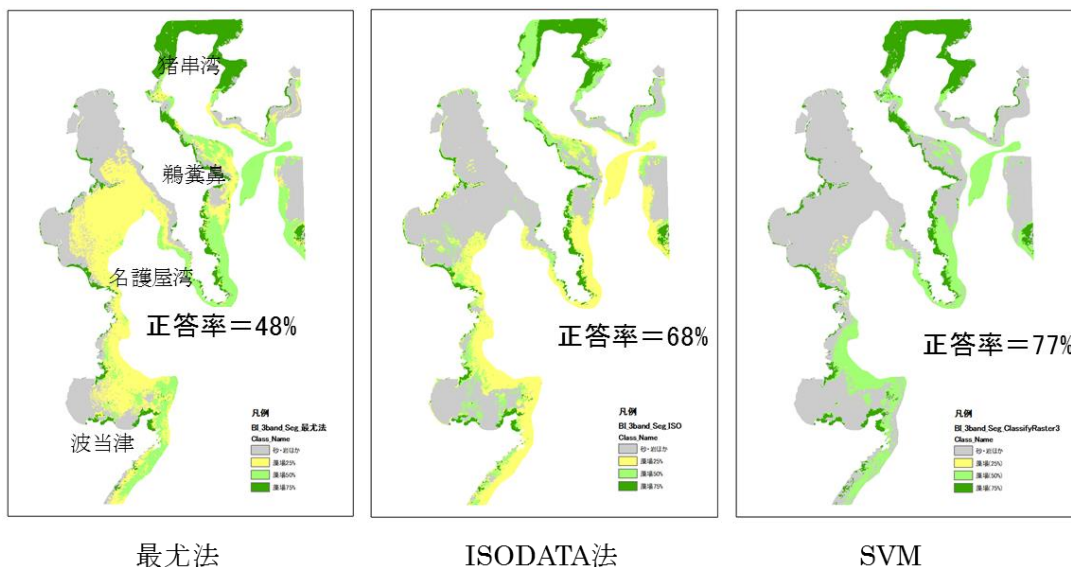 猪串湾
鵜糞鼻
名護屋湾
正答率＝48%
波当津
凡例
BI_3band_Seg_最尤法
Class_Name
砂・岩ほか
藻場25%
藻場50%
藻場75%
正答率＝68%
凡例
BI_3band_Seg_ISO
Class_Name
砂・岩ほか
藻場25%
藻場50%
藻場75%
正答率＝77%
凡例
BI_3band_Seg_ClassifyRaster3
Class_Name
砂・岩ほか
藻場(25%)
藻場(50%)
藻場(75%)
最尤法
ISODATA法
SVM